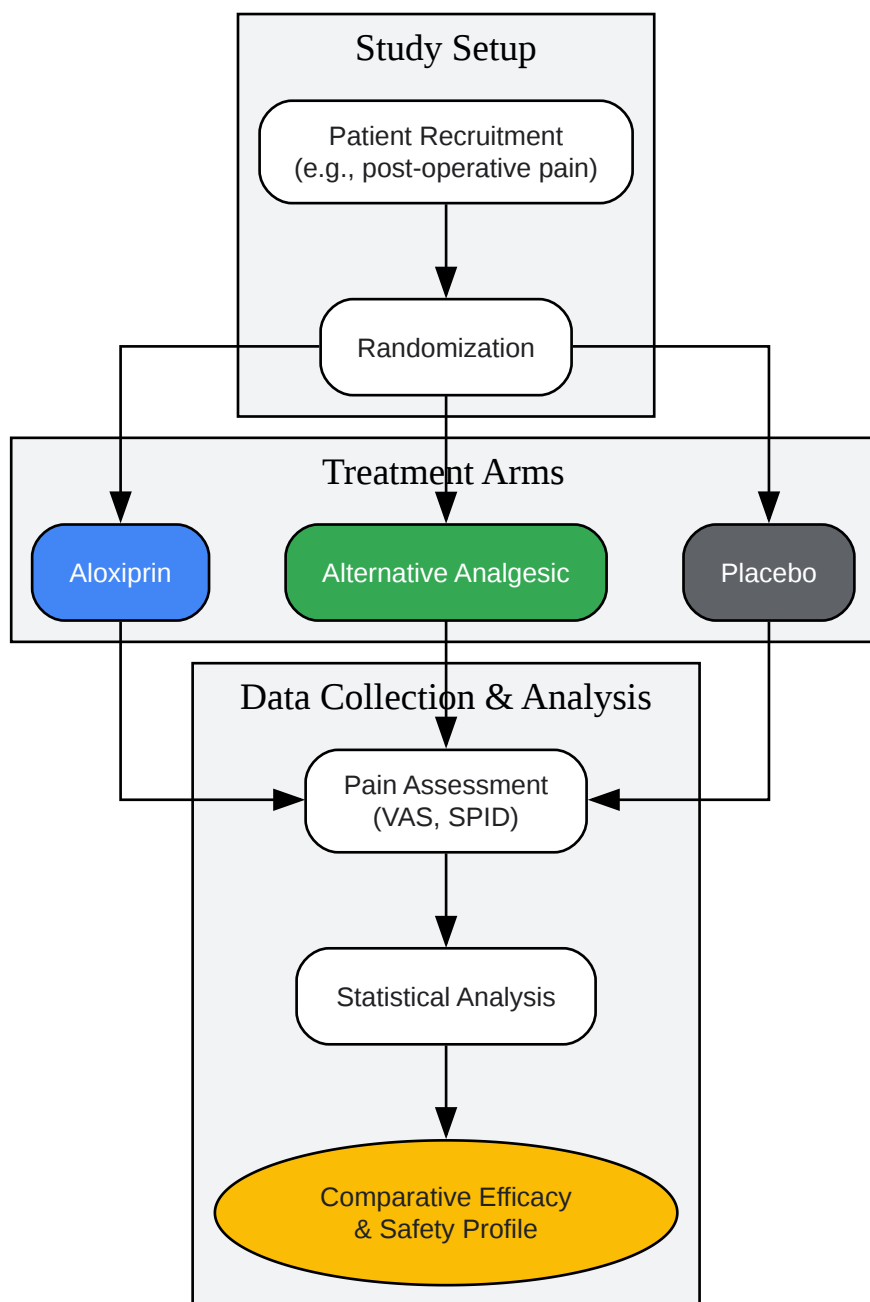 Study Setup
Patient Recruitment
(e.g., post-operative pain)
Randomization
Treatment Arms
Aloxiprin
Alternative Analgesic
Placebo
Data Collection & Analysis
Pain Assessment
(VAS, SPID)
Statistical Analysis
Comparative Efficacy
& Safety Profile